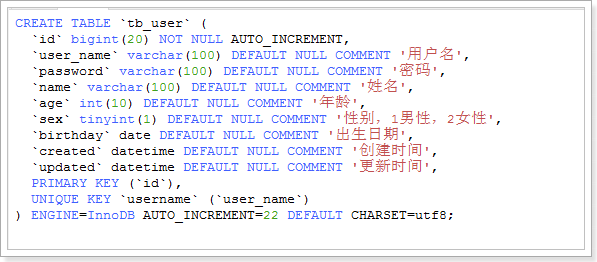 CREATE TABLE `tb_user` (
`id` bigint(20) NOT NULL AUTO_INCREMENT,
`user_name` varchar(100) DEFAULT NULL COMMENT '用户名',
`password` varchar(100) DEFAULT NULL COMMENT '密码',
`name` varchar(100) DEFAULT NULL COMMENT '姓名',
`age` int(10) DEFAULT NULL COMMENT '年龄',
`sex` tinyint(1) DEFAULT NULL COMMENT '性别，1男性，2女性',
`birthday` date DEFAULT NULL COMMENT '出生日期',
`created` datetime DEFAULT NULL COMMENT '创建时间',
`updated` datetime DEFAULT NULL COMMENT '更新时间',
PRIMARY KEY (`id`),
UNIQUE KEY `username` (`user_name`)
) ENGINE=InnoDB AUTO_INCREMENT=22 DEFAULT CHARSET=utf8;